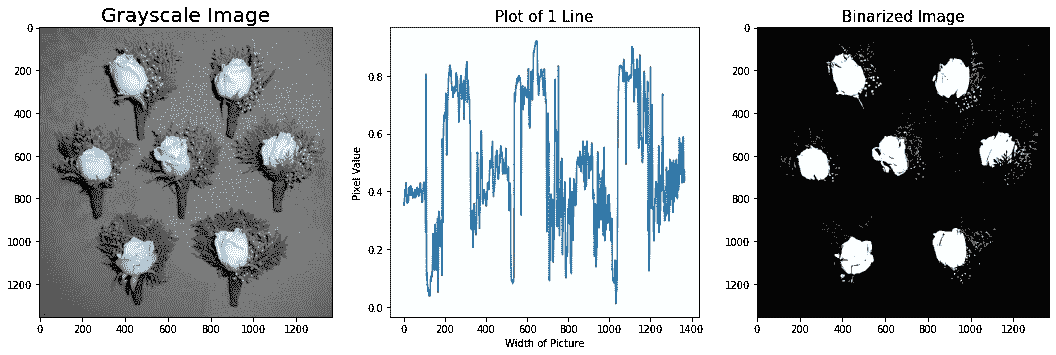 Grayscale Image
0
200
400
600
800
1000
1200
0 200 400 600 800 1000 1200
Plot of 1 Line
Pixel Value
0.8
0.6
0.4
0.2
0.0
0 200 400 600 800 1000 1200 1400
Width of Picture
Binarized Image
0
200
400
600
800
1000
1200
0 200 400 600 800 1000 1200